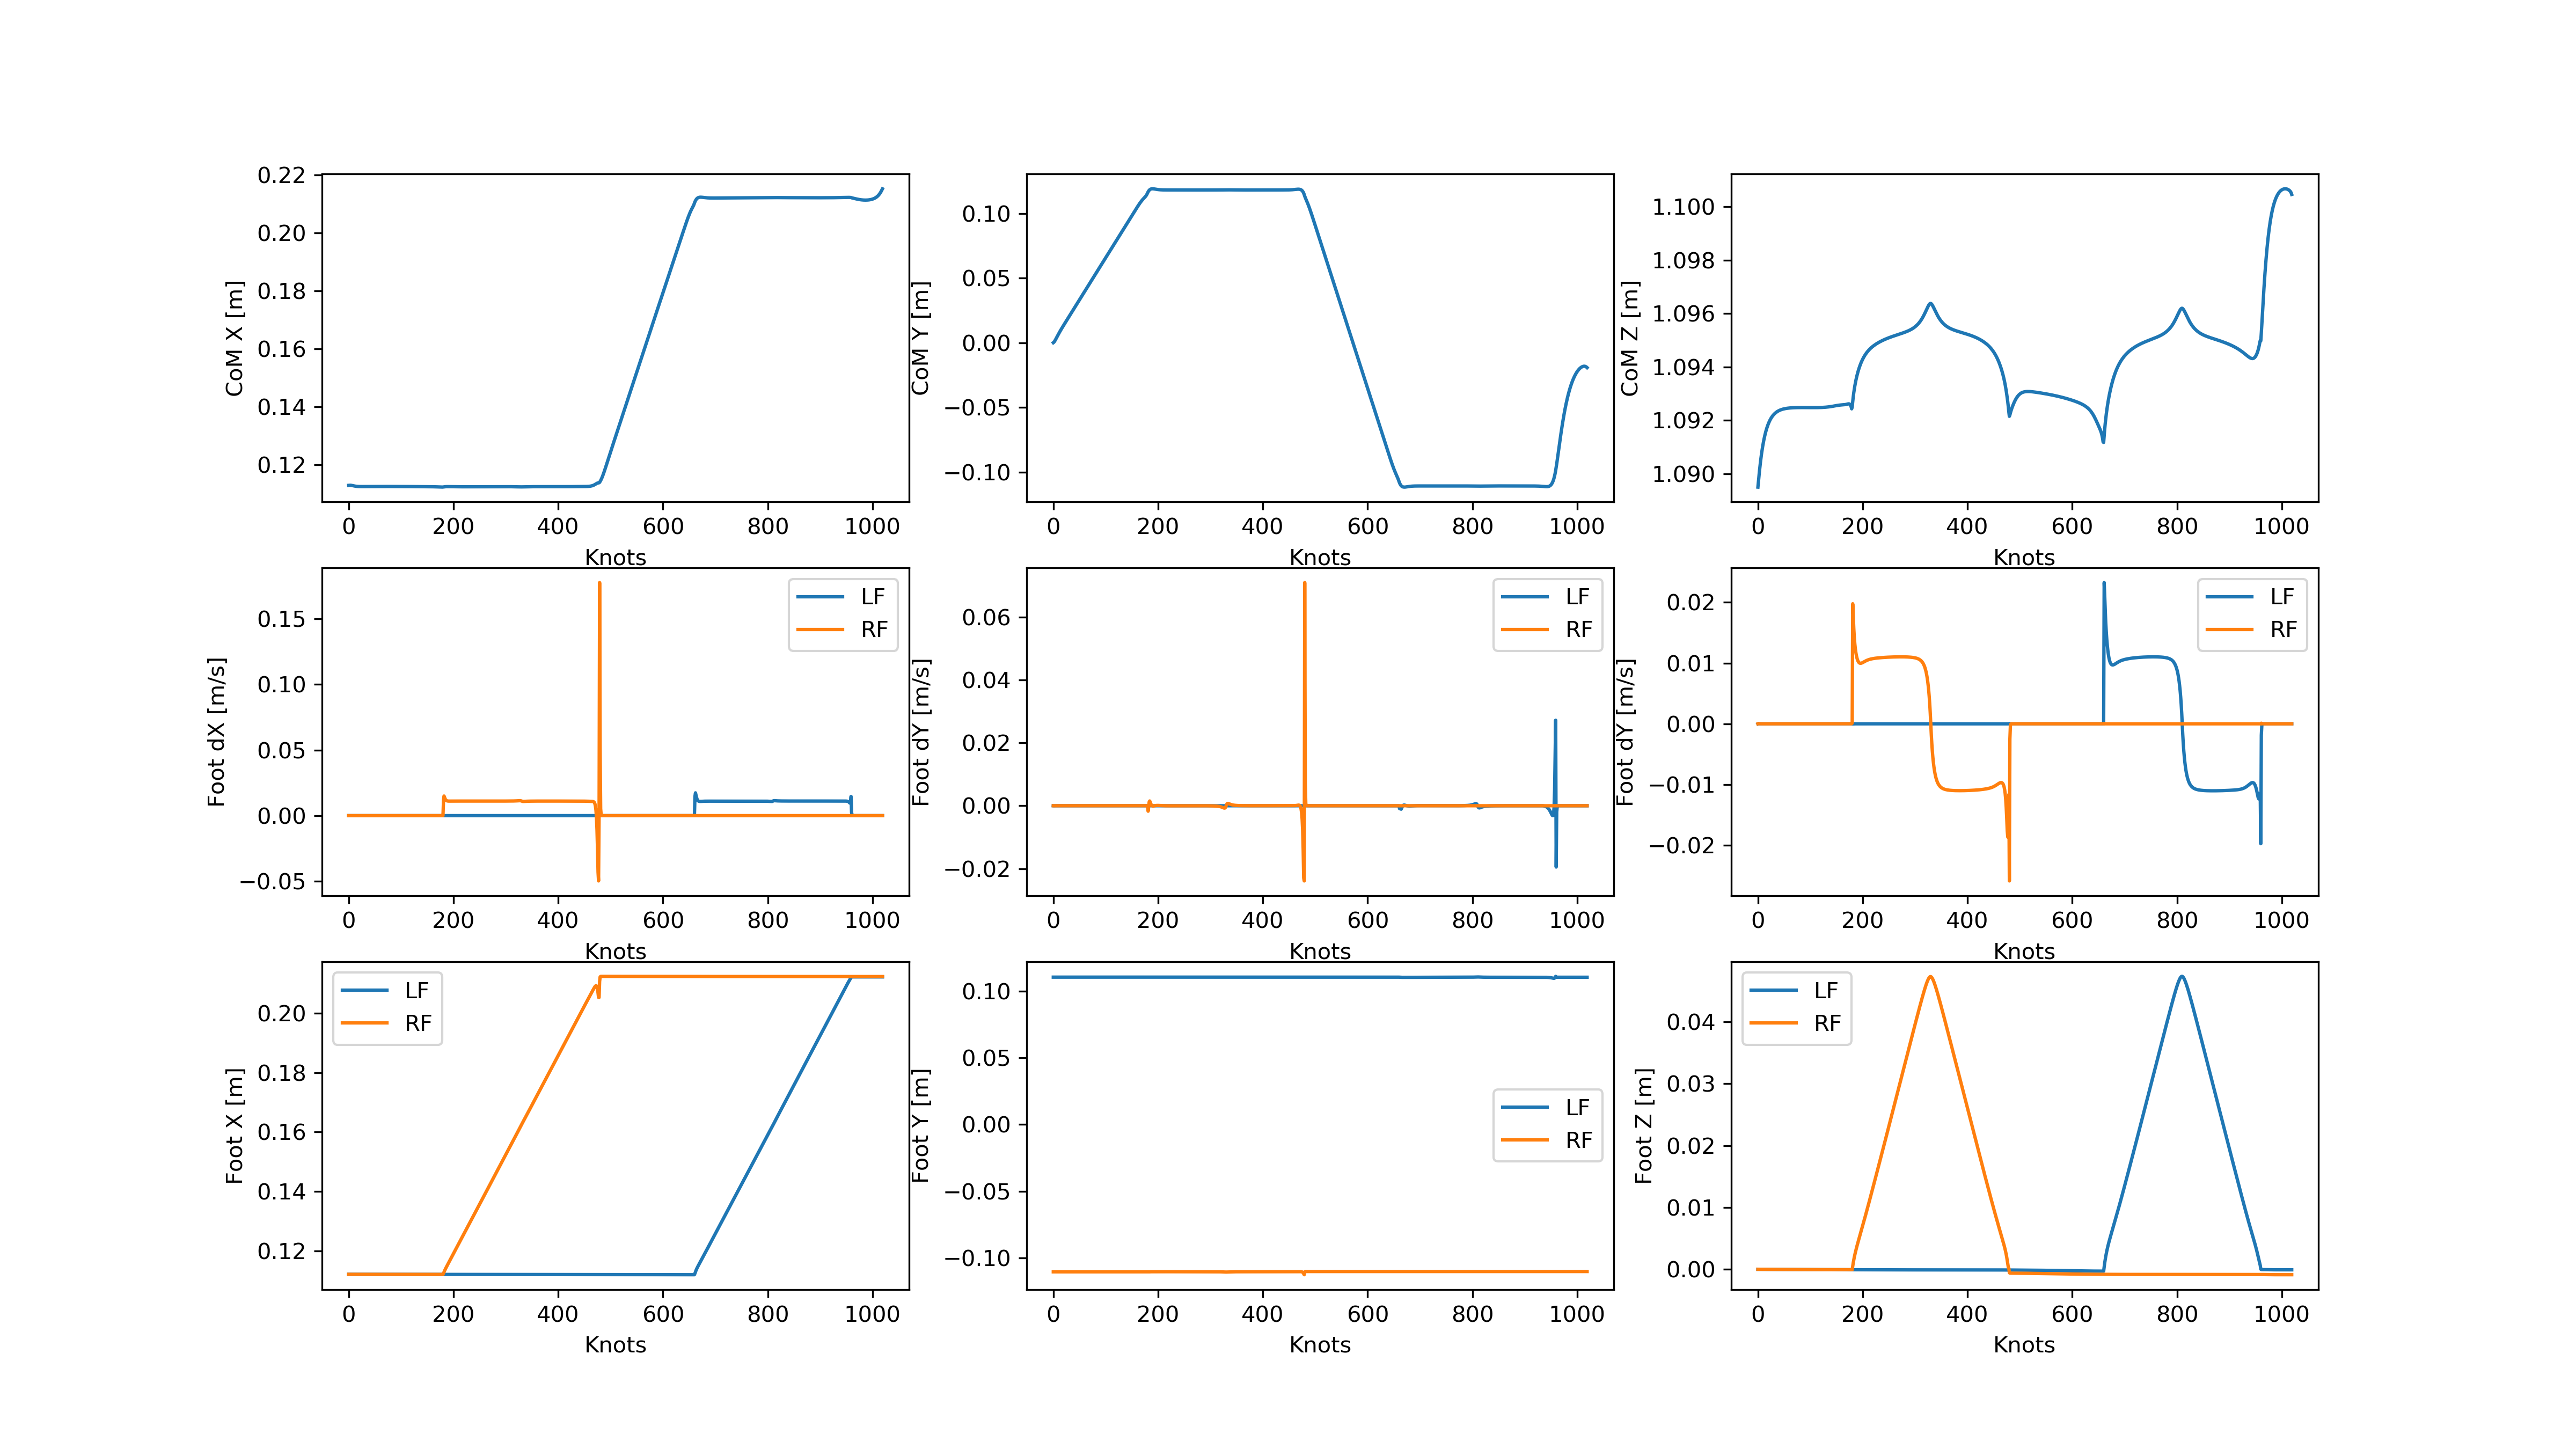 0.22
0.20
0.18
0.16
0.14
0.12
CoM X [m]
0 200 400 600 800 1000
Knots
0.10
0.05
0.00
−0.05
−0.10
CoM Y [m]
0 200 400 600 800 1000
Knots
1.100
1.098
1.096
1.094
1.092
1.090
CoM Z [m]
0 200 400 600 800 1000
Knots
LF
RF
0.15
0.10
0.05
0.00
−0.05
Foot dX [m/s]
0 200 400 600 800 1000
Knots
LF
RF
0.06
0.04
0.02
0.00
−0.02
Foot dY [m/s]
0 200 400 600 800 1000
Knots
LF
RF
0.02
0.01
0.00
−0.01
−0.02
Foot dY [m/s]
0 200 400 600 800 1000
Knots
LF
RF
0.20
0.18
0.16
0.14
0.12
Foot X [m]
0 200 400 600 800 1000
Knots
LF
RF
0.10
0.05
0.00
−0.05
−0.10
Foot Y [m]
0 200 400 600 800 1000
Knots
LF
RF
0.04
0.03
0.02
0.01
0.00
Foot Z [m]
0 200 400 600 800 1000
Knots